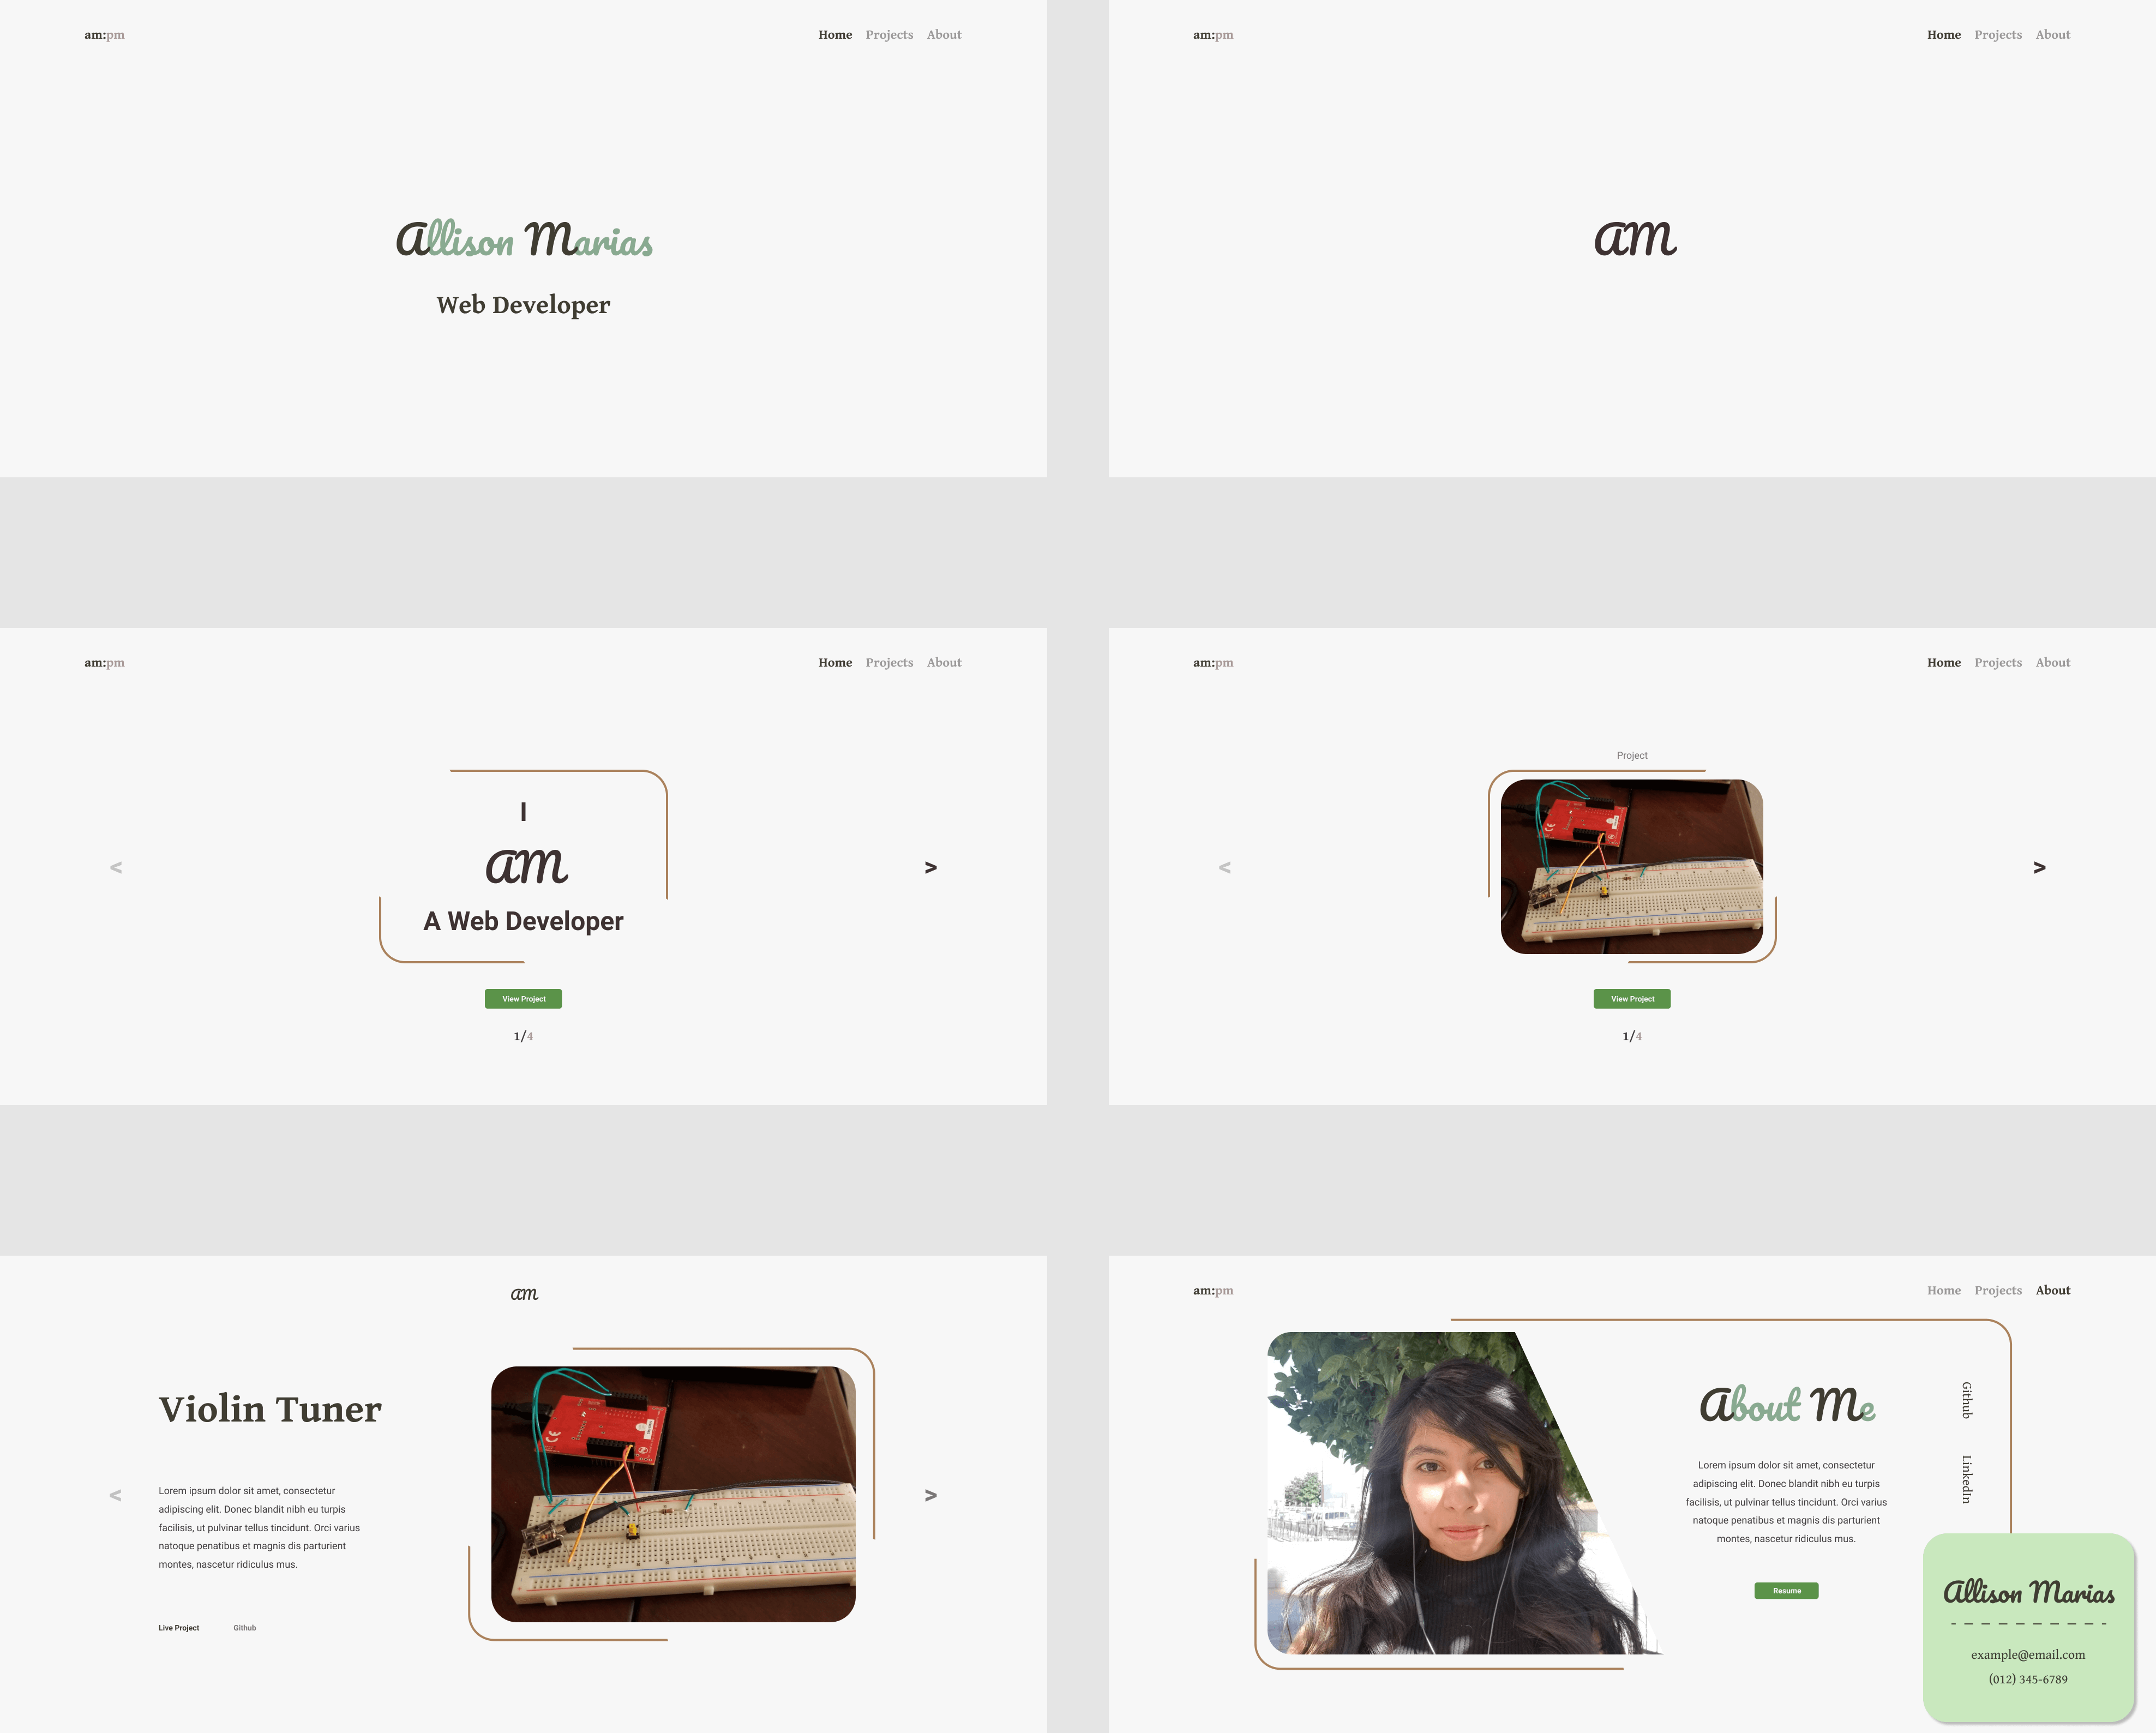 am:pm
Home Projects About
Allison Marias
Web Developer
am:pm
Home Projects About
AM
am:pm
Home Projects About
I
AM
A Web Developer
<
>
View Project
1/4
am:pm
Home Projects About
Project
<
>
View Project
1/4
am
Violin Tuner
<
>
Lorem ipsum dolor sit amet, consectetur
adipiscing elit. Donec blandit nibh eu turpis
facilisis, ut pulvinar tellus tincidunt. Orci varius
natoque penatibus et magnis dis parturient
montes, nascetur ridiculus mus.
Live Project Github
am:pm
Home Projects About
About Me
Lorem ipsum dolor sit amet, consectetur
adipiscing elit. Donec blandit nibh eu turpis
facilisis, ut pulvinar tellus tincidunt. Orci varius
natoque penatibus et magnis dis parturient
montes, nascetur ridiculus mus.
Resume
Github
LinkedIn
Allison Marias
example@email.com
(012) 345-6789